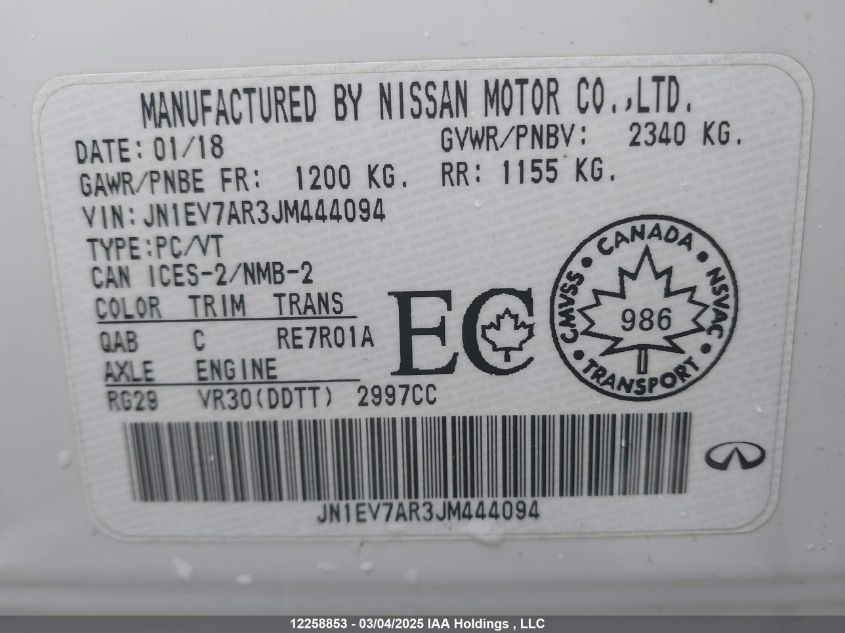 MANUFACTURED BY NISSAN MOTOR CO.,LTD.
DATE: 01/18 GVWR/PNBV: 2340 KG.
GAWR/PNBE FR: 1200 KG. RR: 1155 KG.
VIN: JN1EV7AR3JM444094
TYPE:PC/VT
CAN ICES-2/NMB-2
COLOR TRIM TRANS
QAB C RE7R01A
AXLE ENGINE
RG29 VR30(DDTT) 2997CC
EC
CANADA
CMVSS NSVAC
986
TRANSPORT
JN1EV7AR3JM444094
12258853 - 03/04/2025 IAA Holdings , LLC